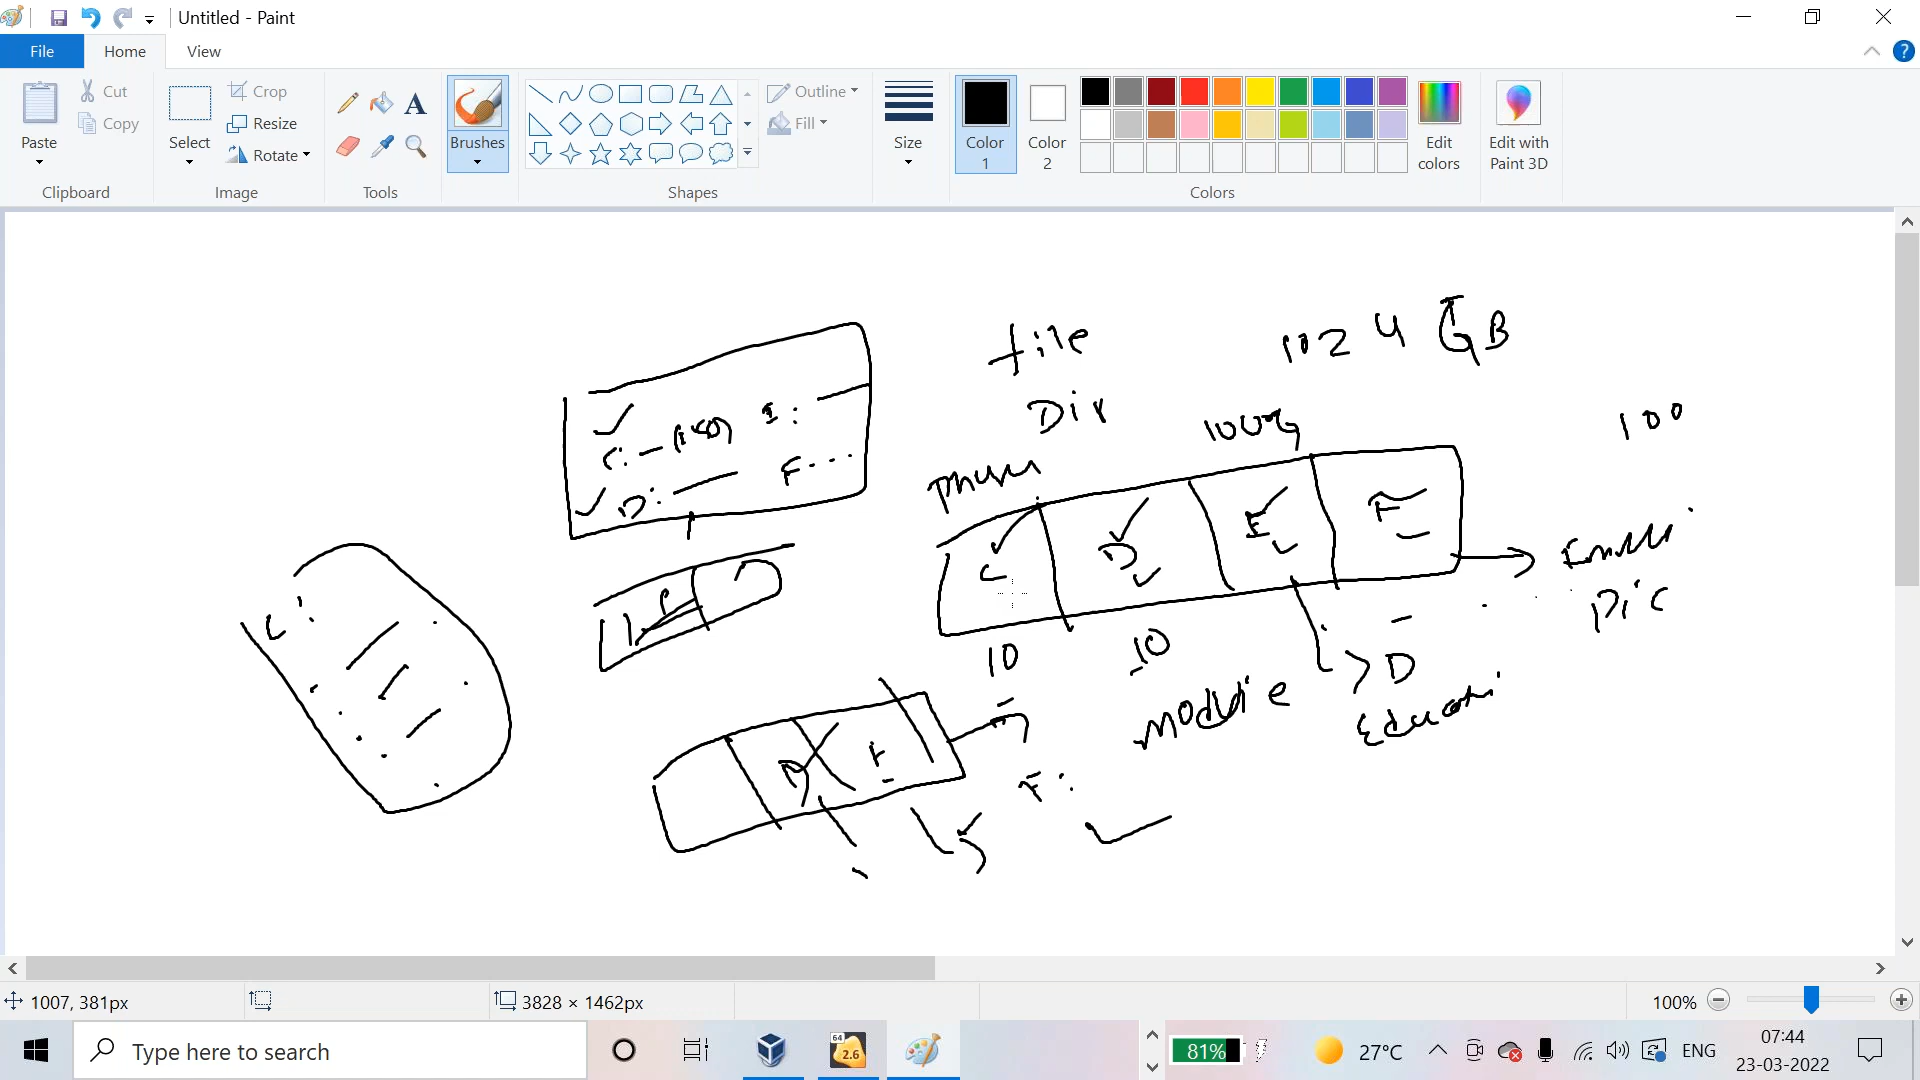 Untitled - Paint
File
Home
View
Paste
Cut
Copy
Clipboard
Select
Crop
Resize
Rotate
Image
Tools
Brushes
Shapes
Outline
Fill
Size
Color 1
Color 2
Colors
Edit colors
Edit with Paint 3D
file
1024 GB
Dir
100G
100
C:
D:
F
C
D
E
F
10
10
Pic
D
C:
F:
1007, 381px
3828 × 1462px
100%
Type here to search
64
2.6
81%
27°C
ENG
07:44
23-03-2022